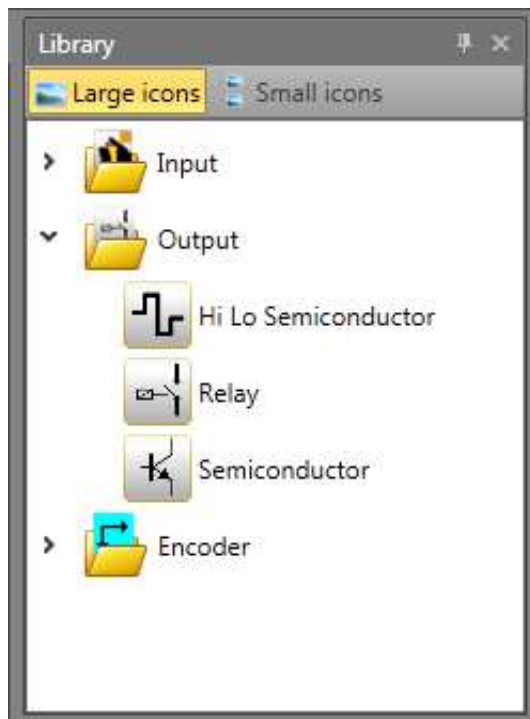 Library
Large icons Small icons
Input
Output
Hi Lo Semiconductor
Relay
Semiconductor
Encoder